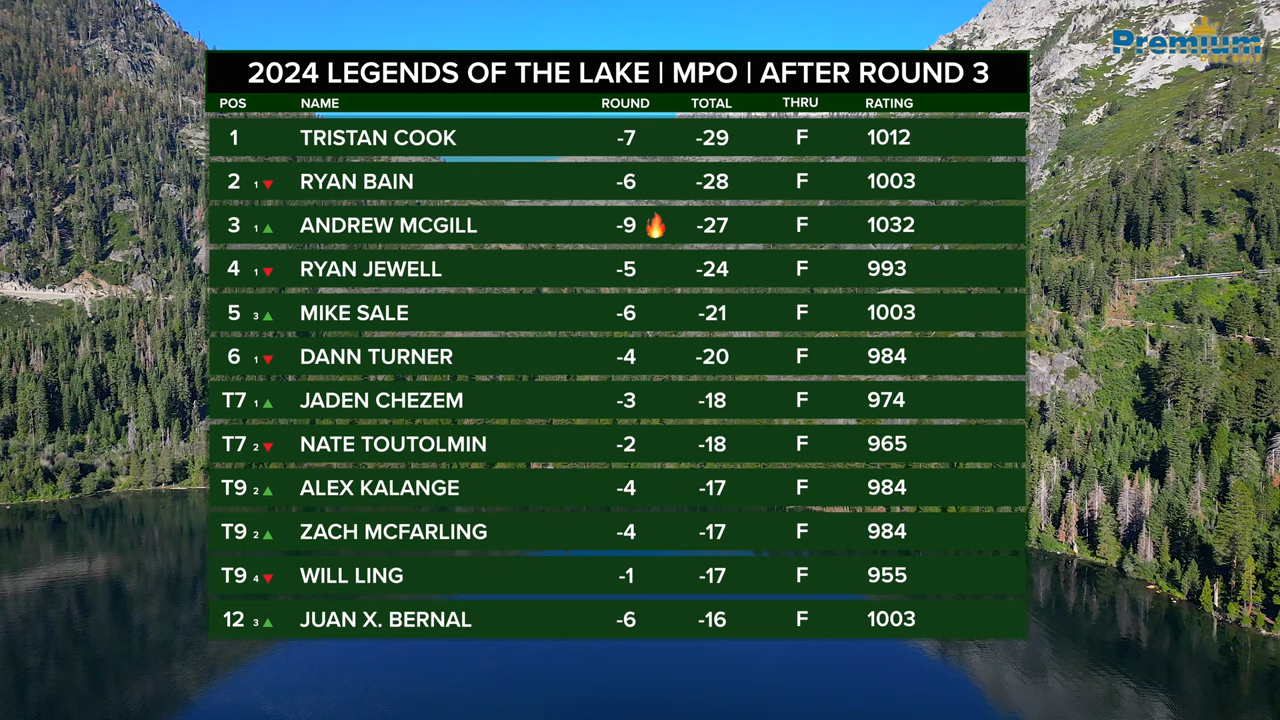 Premium
DISC GOLF
2024 LEGENDS OF THE LAKE | MPO | AFTER ROUND 3
POS NAME ROUND TOTAL THRU RATING
1 TRISTAN COOK -7 -29 F 1012
2 1 ▼ RYAN BAIN -6 -28 F 1003
3 1 ▲ ANDREW MCGILL -9 🔥 -27 F 1032
4 1 ▼ RYAN JEWELL -5 -24 F 993
5 3 ▲ MIKE SALE -6 -21 F 1003
6 1 ▼ DANN TURNER -4 -20 F 984
T7 1 ▲ JADEN CHEZEM -3 -18 F 974
T7 2 ▼ NATE TOUTOLMIN -2 -18 F 965
T9 2 ▲ ALEX KALANGE -4 -17 F 984
T9 2 ▲ ZACH MCFARLING -4 -17 F 984
T9 4 ▼ WILL LING -1 -17 F 955
12 3 ▲ JUAN X. BERNAL -6 -16 F 1003